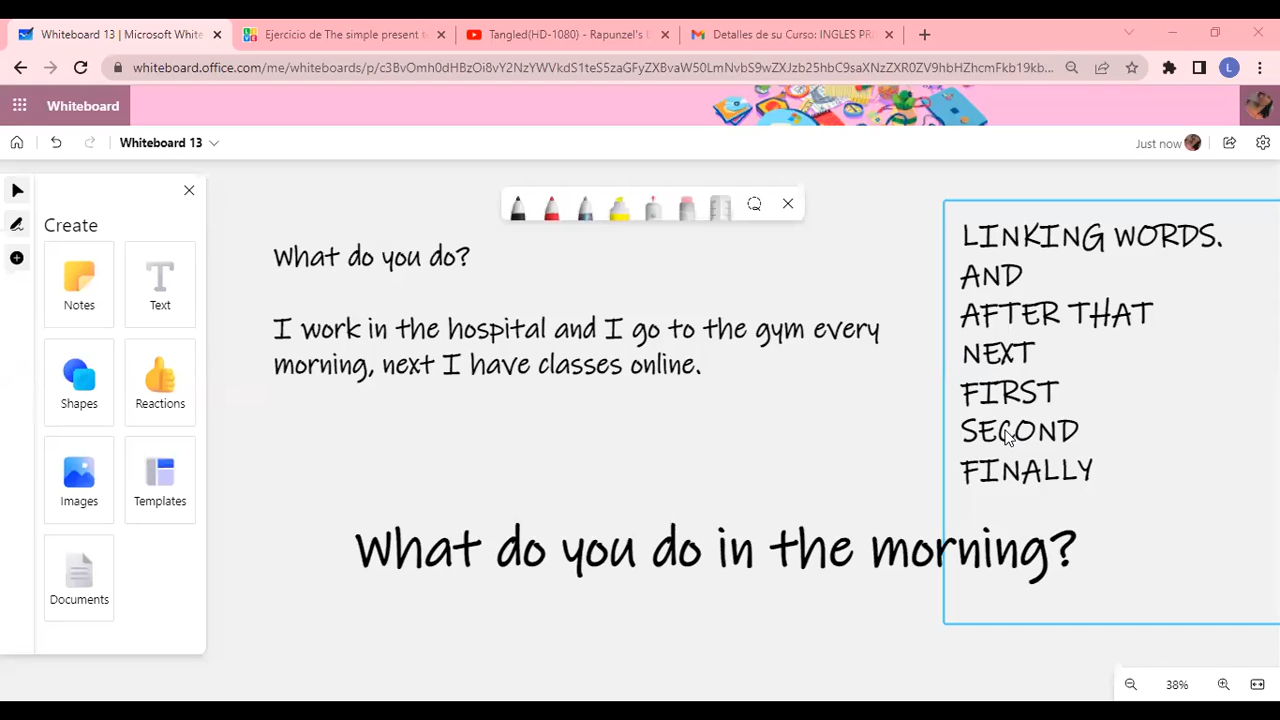 Whiteboard 13 | Microsoft White
Ejercicio de The simple present t
Tangled(HD-1080) - Rapunzel's
Detalles de su Curso: INGLES PR
whiteboard.office.com/me/whiteboards/p/
Whiteboard
Whiteboard 13
Just now
Create
Notes
Text
Shapes
Reactions
Images
Templates
Documents
What do you do?
I work in the hospital and I go to the gym every
morning, next I have classes online.
LINKING WORDS.
AND
AFTER THAT
NEXT
FIRST
SECOND
FINALLY
What do you do in the morning?
38%